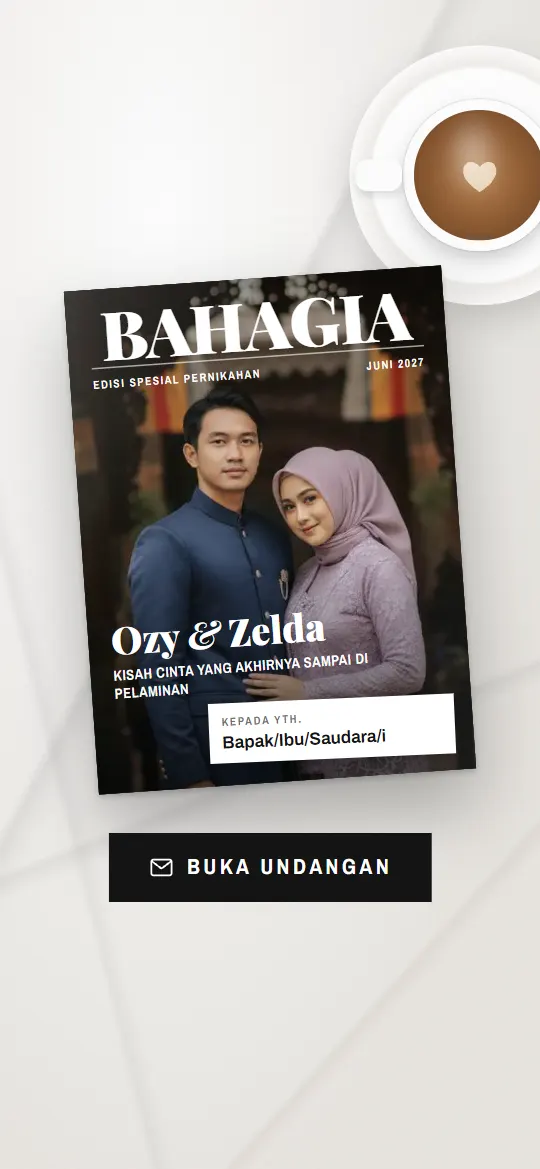 BAHAGIA
EDISI SPESIAL PERNIKAHAN
JUNI 2027
Ozy & Zelda
KISAH CINTA YANG AKHIRNYA SAMPAI DI
PELAMINAN
KEPADA YTH.
Bapak/Ibu/Saudara/i
BUKA UNDANGAN